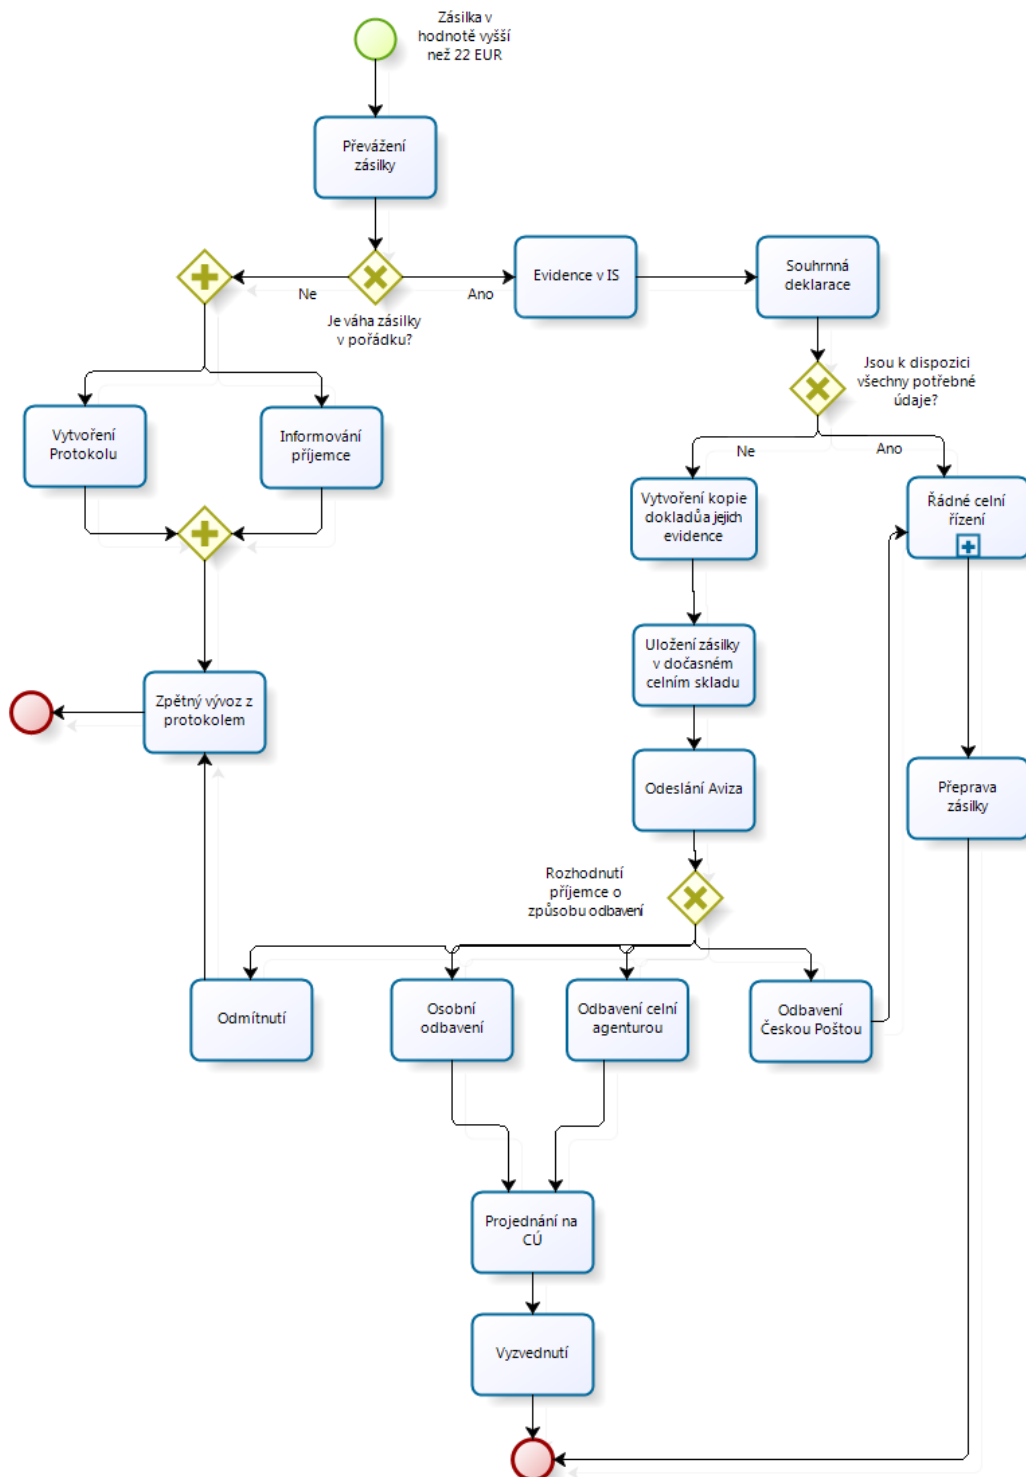 Zásilka v
hodnotě vyšší
než 22 EUR
Převážení
zásilky
Ne
Ano
Je váha zásilky
v pořádku?
Evidence v IS
Souhrnná
deklarace
Jsou k dispozici
všechny potřebné
údaje?
Ne
Ano
Vytvoření
Protokolu
Informování
příjemce
Vytvoření kopie
dokladůa jejich
evidence
Řádné celní
řízení
Uložení zásilky
v dočasném
celním skladu
Zpětný vývoz z
protokolem
Odeslání Aviza
Přeprava
zásilky
Rozhodnutí
příjemce o
způsobu odbavení
Odmítnutí
Osobní
odbavení
Odbavení celní
agenturou
Odbavení
Českou Poštou
Projednání na
CÚ
Vyzvednutí